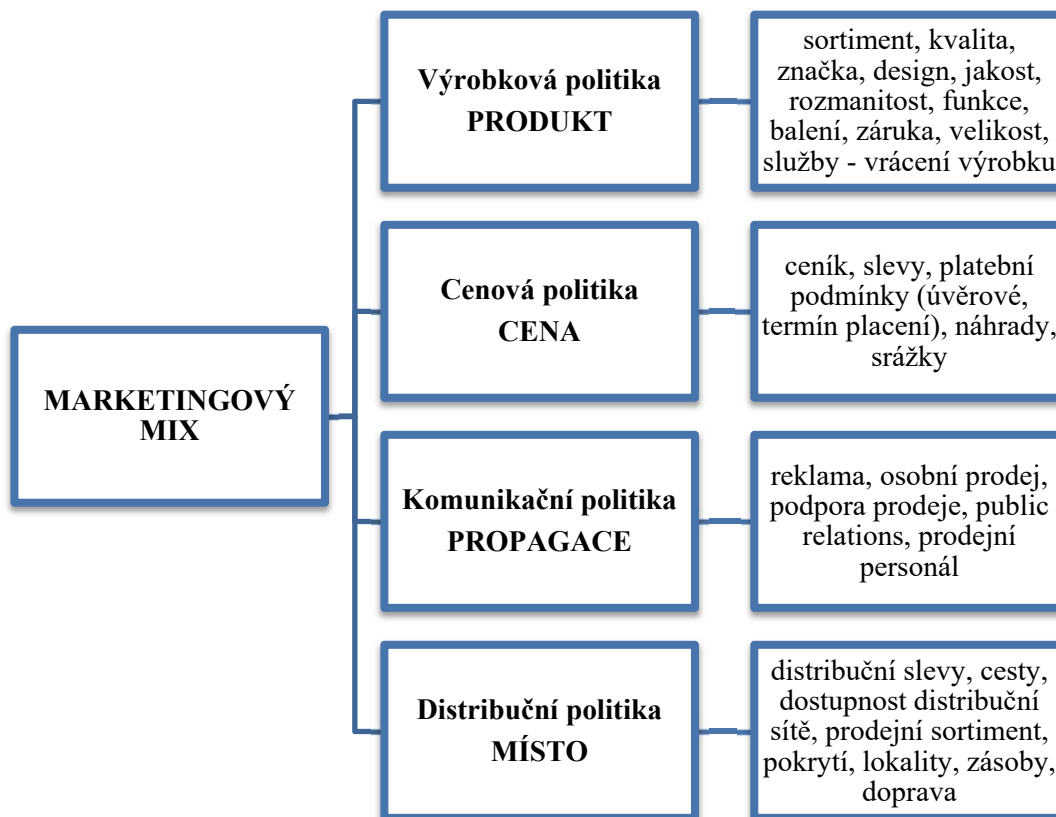 MARKETINGOVÝ
MIX
Výrobková politika
PRODUKT
sortiment, kvalita,
značka, design, jakost,
rozmanitost, funkce,
balení, záruka, velikost,
služby - vrácení výrobku
Cenová politika
CENA
ceník, slevy, platební
podmínky (úvěrové,
termín placení), náhrady,
srážky
Komunikační politika
PROPAGACE
reklama, osobní prodej,
podpora prodeje, public
relations, prodejní
personál
Distribuční politika
MÍSTO
distribuční slevy, cesty,
dostupnost distribuční
sítě, prodejní sortiment,
pokrytí, lokality, zásoby,
doprava